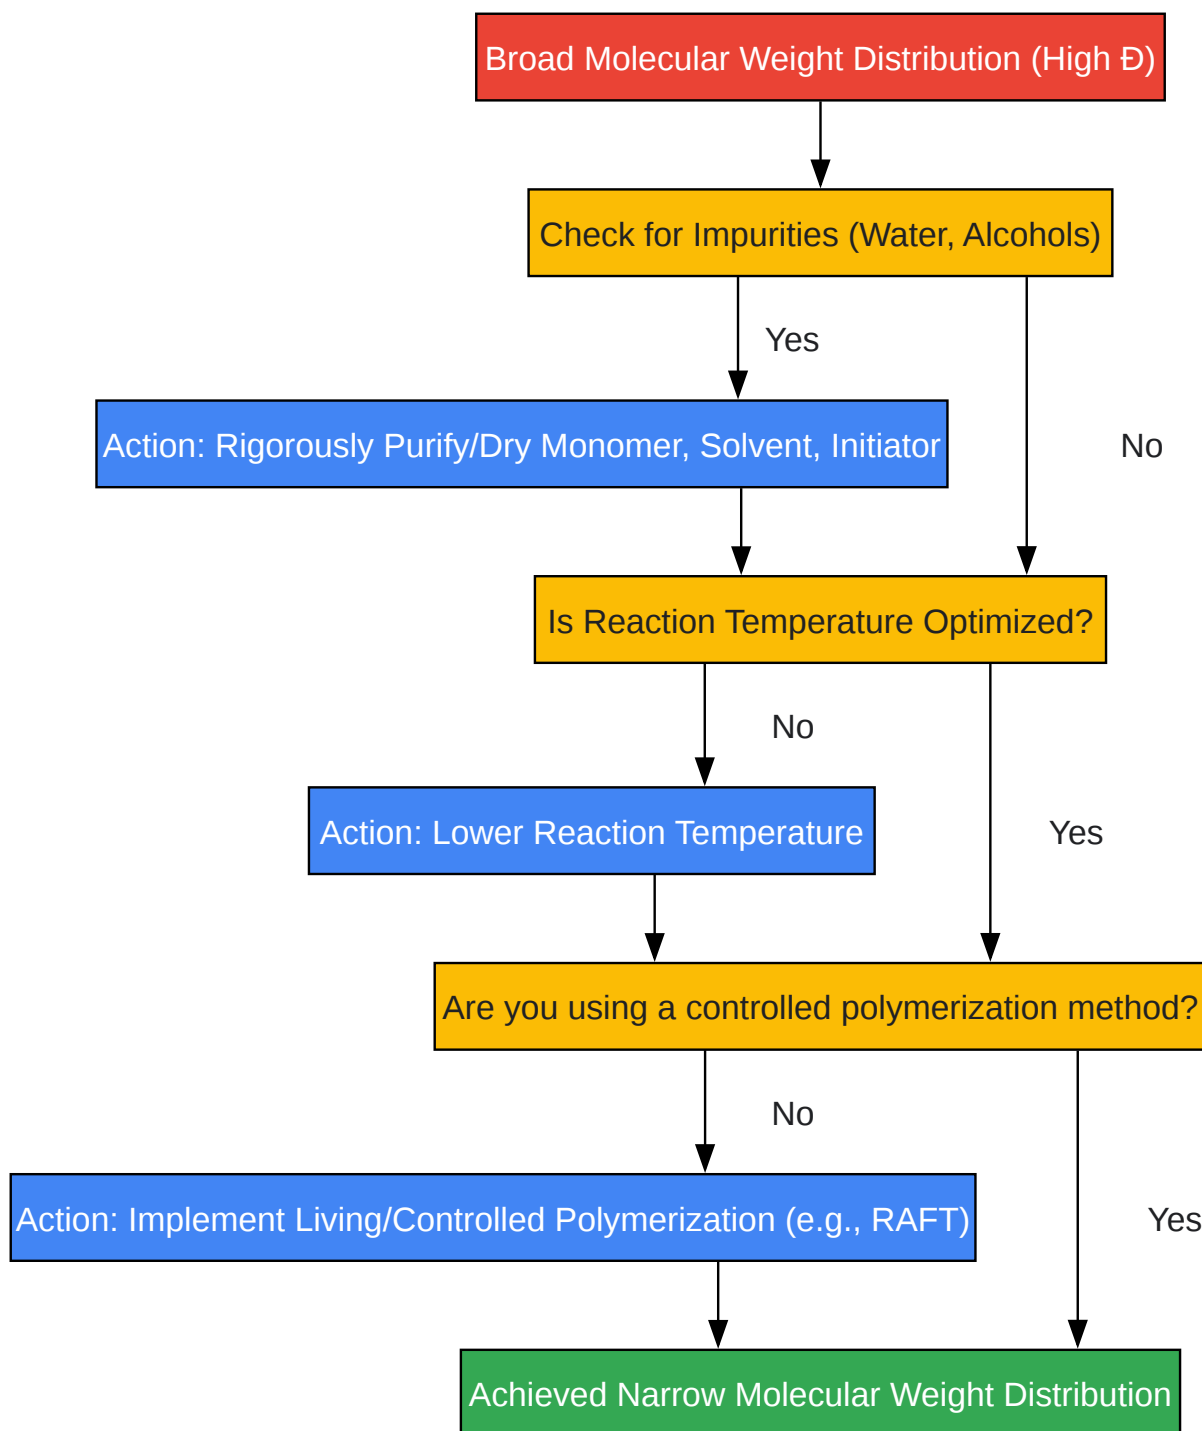 Broad Molecular Weight Distribution (High Đ)
Check for Impurities (Water, Alcohols)
Yes
Action: Rigorously Purify/Dry Monomer, Solvent, Initiator
No
Is Reaction Temperature Optimized?
No
Action: Lower Reaction Temperature
Yes
Are you using a controlled polymerization method?
No
Action: Implement Living/Controlled Polymerization (e.g., RAFT)
Yes
Achieved Narrow Molecular Weight Distribution